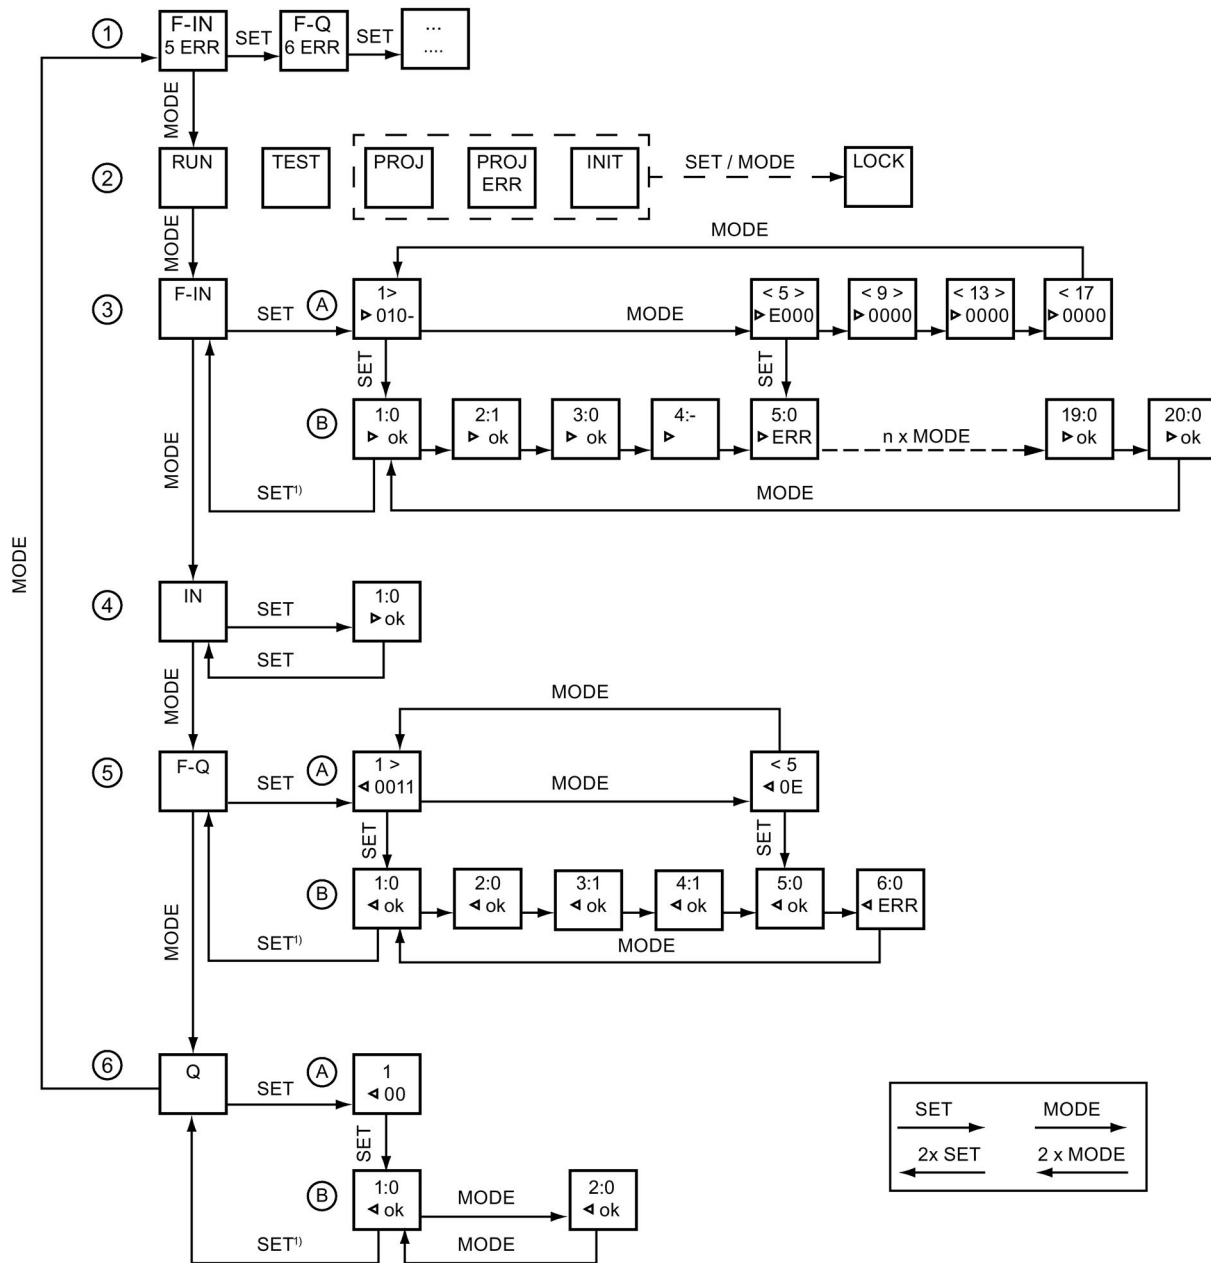 1
F-IN
5 ERR
SET
F-Q
6 ERR
SET
...
....
MODE
2
RUN
TEST
PROJ
PROJ
ERR
INIT
SET / MODE
LOCK
MODE
MODE
3
F-IN
SET
A
1>
▷ 010-
MODE
< 5 >
▷ E000
< 9 >
▷ 0000
< 13 >
▷ 0000
< 17
▷ 0000
SET
SET
B
1:0
▷ ok
2:1
▷ ok
3:0
▷ ok
4:-
▷
5:0
▷ ERR
n x MODE
19:0
▷ ok
20:0
▷ ok
SET¹⁾
MODE
MODE
MODE
4
IN
SET
1:0
▷ ok
SET
MODE
MODE
5
F-Q
SET
A
1 >
◁ 0011
MODE
< 5
◁ 0E
SET
SET
B
1:0
◁ ok
2:0
◁ ok
3:1
◁ ok
4:1
◁ ok
5:0
◁ ok
6:0
◁ ERR
SET¹⁾
MODE
MODE
6
Q
SET
A
1
◁ 00
SET
B
1:0
◁ ok
MODE
2:0
◁ ok
SET¹⁾
MODE
SET
MODE
2x SET
2 x MODE